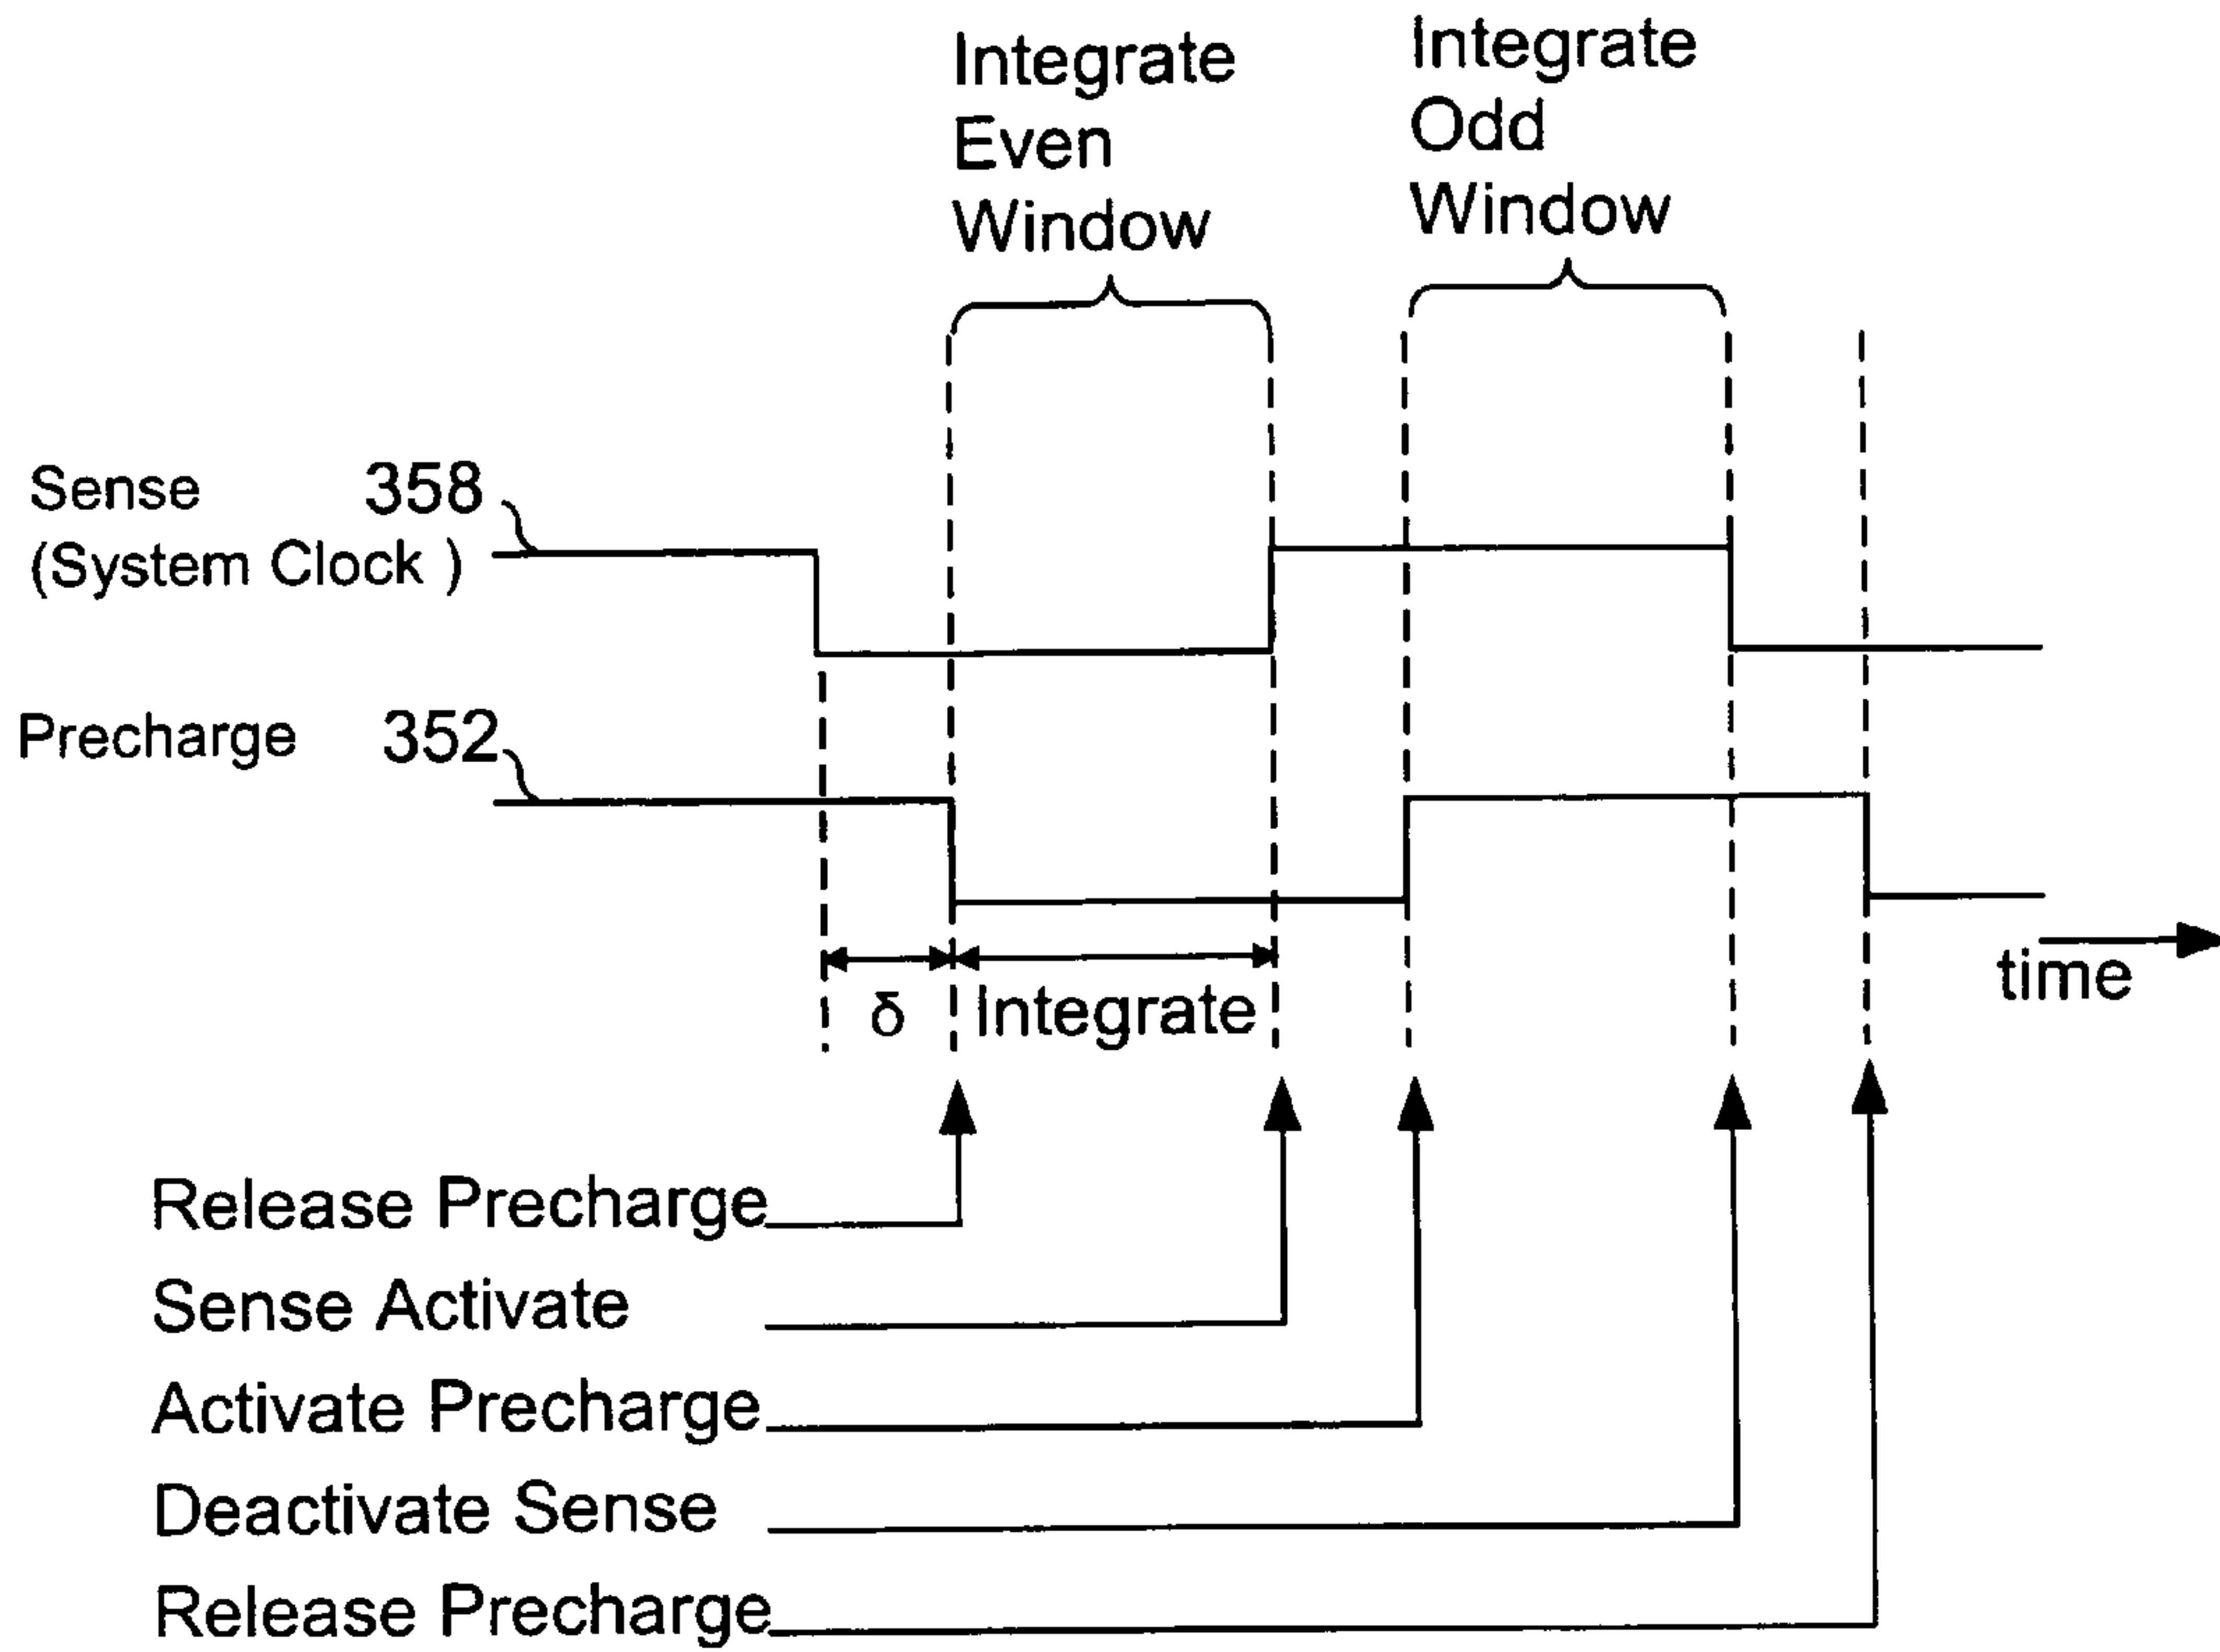 Integrate
Even
Window
Integrate
Odd
Window
Sense 358
(System Clock )
Precharge 352
time
δ Integrate
Release Precharge
Sense Activate
Activate Precharge
Deactivate Sense
Release Precharge